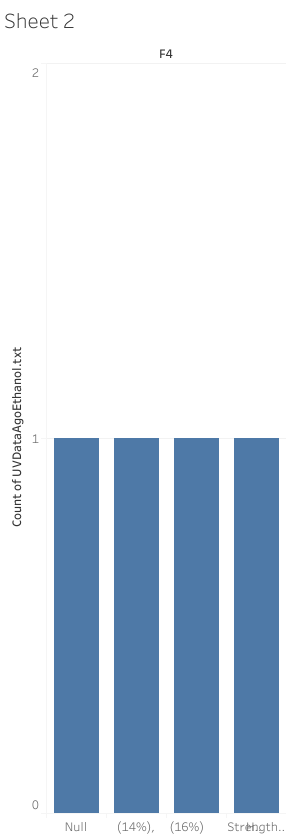 Sheet 2
F4
2
Count of UVDataAgoEthanol.txt
1
0
Null (14%), (16%)